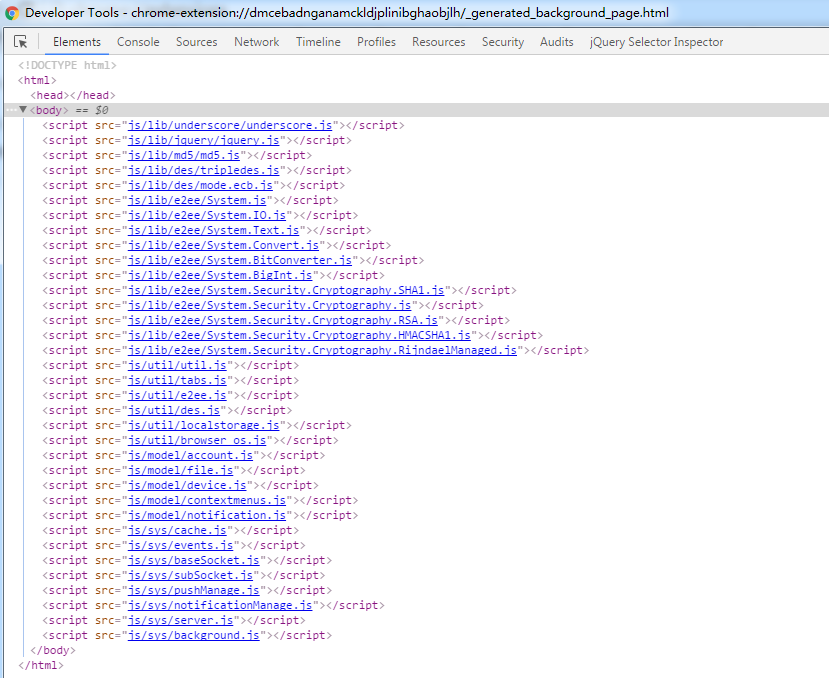 Developer Tools - chrome-extension://dmcebadnganamckldjplinibghaobjlh/_generated_background_page.html
Elements Console Sources Network Timeline Profiles Resources Security Audits jQuery Selector Inspector
<!DOCTYPE html>
<html>
<head></head>
...▼<body> == $0
<script src="js/lib/underscore/underscore.js"></script>
<script src="js/lib/jquery/jquery.js"></script>
<script src="js/lib/md5/md5.js"></script>
<script src="js/lib/des/tripledes.js"></script>
<script src="js/lib/des/mode.ecb.js"></script>
<script src="js/lib/e2ee/System.js"></script>
<script src="js/lib/e2ee/System.IO.js"></script>
<script src="js/lib/e2ee/System.Text.js"></script>
<script src="js/lib/e2ee/System.Convert.js"></script>
<script src="js/lib/e2ee/System.BitConverter.js"></script>
<script src="js/lib/e2ee/System.BigInt.js"></script>
<script src="js/lib/e2ee/System.Security.Cryptography.SHA1.js"></script>
<script src="js/lib/e2ee/System.Security.Cryptography.js"></script>
<script src="js/lib/e2ee/System.Security.Cryptography.RSA.js"></script>
<script src="js/lib/e2ee/System.Security.Cryptography.HMACSHA1.js"></script>
<script src="js/lib/e2ee/System.Security.Cryptography.RijndaelManaged.js"></script>
<script src="js/util/util.js"></script>
<script src="js/util/tabs.js"></script>
<script src="js/util/e2ee.js"></script>
<script src="js/util/des.js"></script>
<script src="js/util/localstorage.js"></script>
<script src="js/util/browser_os.js"></script>
<script src="js/model/account.js"></script>
<script src="js/model/file.js"></script>
<script src="js/model/device.js"></script>
<script src="js/model/contextmenus.js"></script>
<script src="js/model/notification.js"></script>
<script src="js/sys/cache.js"></script>
<script src="js/sys/events.js"></script>
<script src="js/sys/baseSocket.js"></script>
<script src="js/sys/subSocket.js"></script>
<script src="js/sys/pushManage.js"></script>
<script src="js/sys/notificationManage.js"></script>
<script src="js/sys/server.js"></script>
<script src="js/sys/background.js"></script>
</body>
</html>